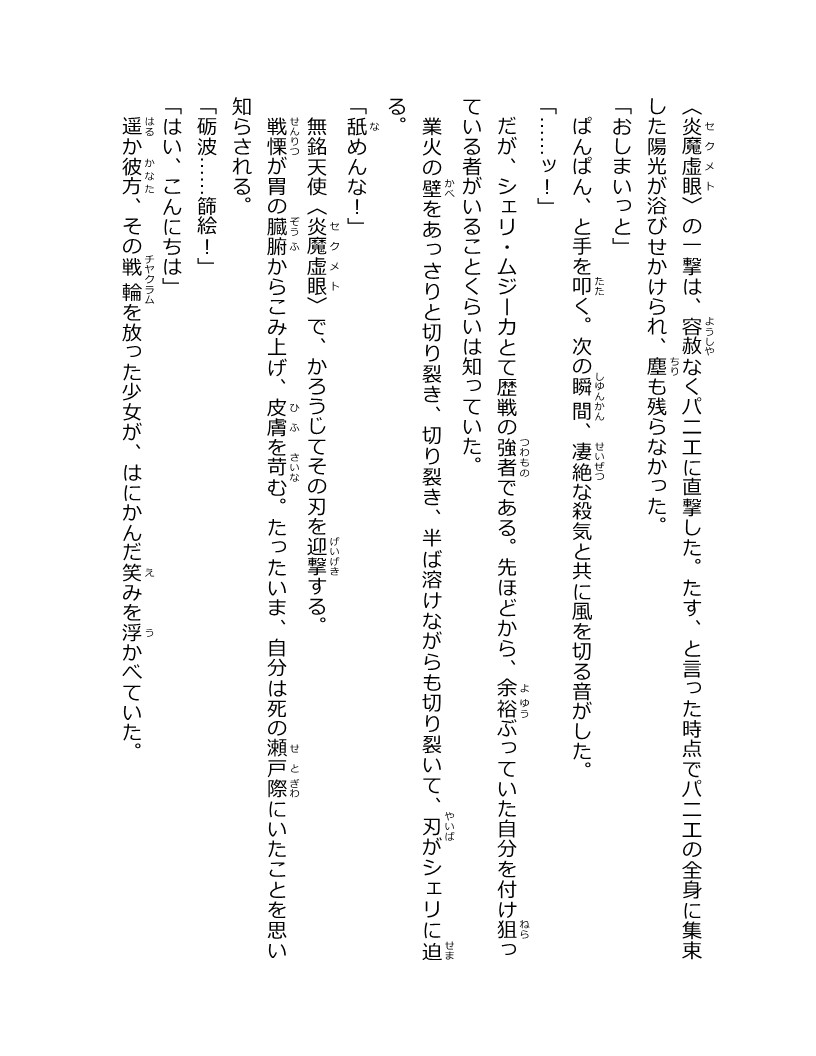 〈炎魔虚眼〉の一撃は、容赦なくパニエに直撃した。たす、と言った時点でパニエの全身に集束
した陽光が浴びせかけられ、塵も残らなかった。
「おしまいっと」
ぱんぱん、と手を叩く。次の瞬間、凄絶な殺気と共に風を切る音がした。
「……ッ！」
だが、シェリ・ムジーカとて歴戦の強者である。先ほどから、余裕ぶっていた自分を付け狙っ
ている者がいることくらいは知っていた。
業火の壁をあっさりと切り裂き、切り裂き、半ば溶けながらも切り裂いて、刃がシェリに迫
る。
「舐めんな！」
無銘天使〈炎魔虚眼〉で、かろうじてその刃を迎撃する。
戦慄が胃の臓腑からこみ上げ、皮膚を苛む。たったいま、自分は死の瀬戸際にいたことを思い
知らされる。
「砺波……篩絵！」
「はい、こんにちは」
遥か彼方、その戦輪を放った少女が、はにかんだ笑みを浮かべていた。